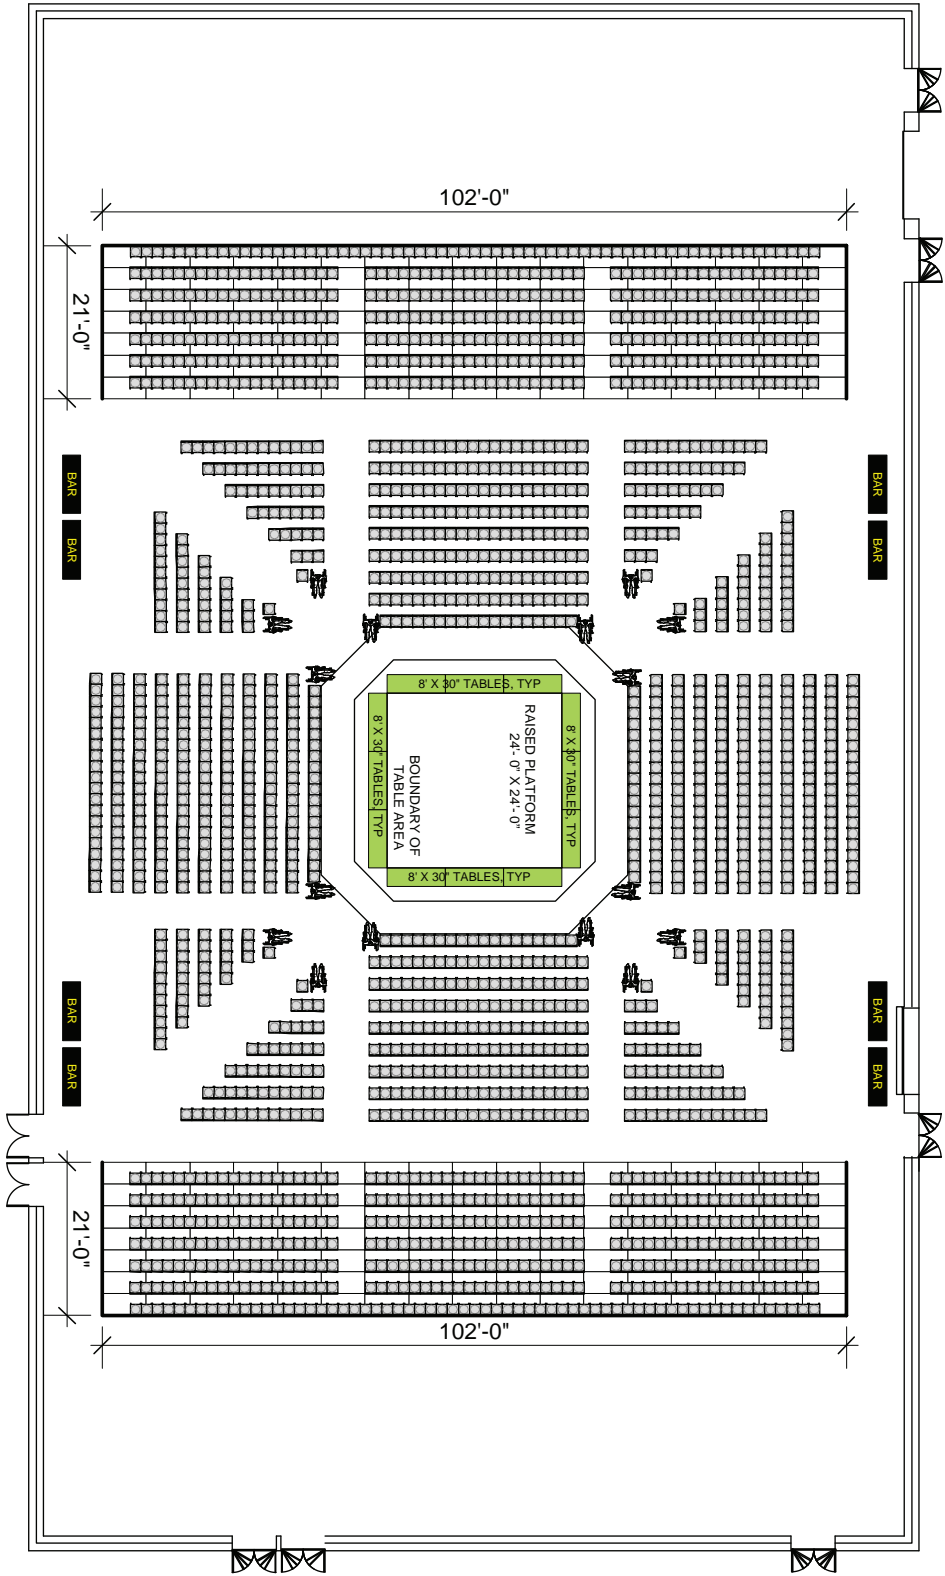 102'-0"
21'-0"
BAR
BAR
BAR
BAR
8' X 30" TABLES, TYP
8' X 30" TABLES, TYP
RAISED PLATFORM
24'- 0" X 24'- 0"
8' X 30" TABLES, TYP
BOUNDARY OF
TABLE AREA
8' X 30" TABLES, TYP
BAR
BAR
BAR
BAR
21'-0"
102'-0"